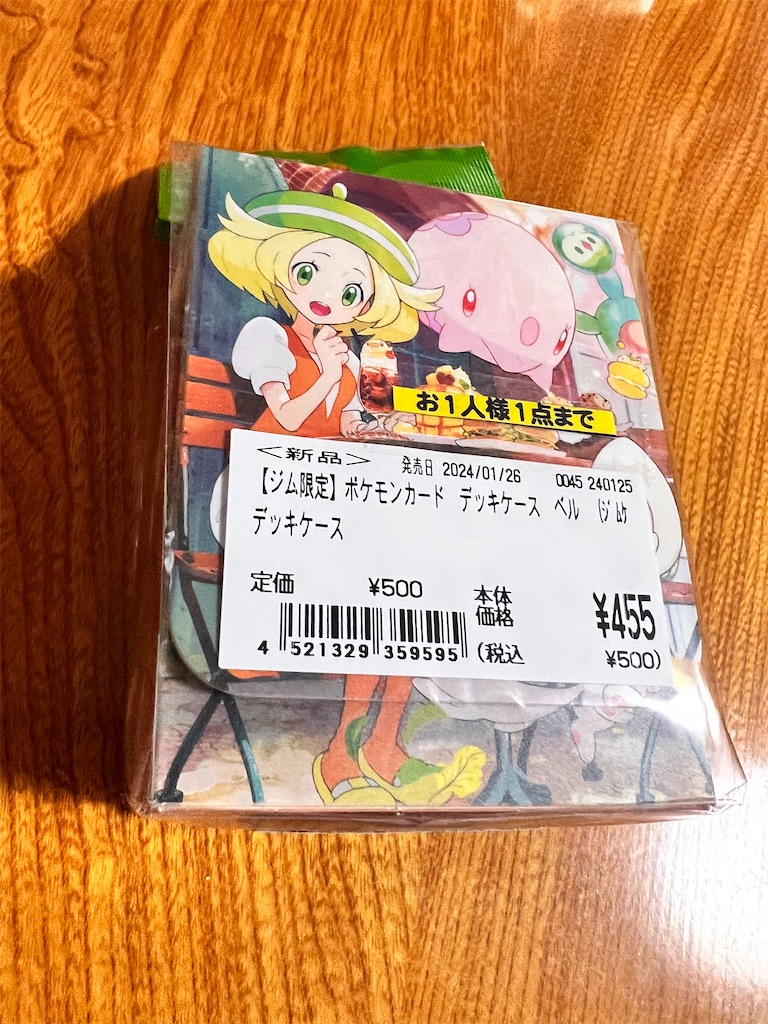 お1人様1点まで
<新品> 発売日 2024/01/26 0045 240125
【ジム限定】ポケモンカード デッキケース ベル (ｼﾞﾑｹ
デッキケース
定価 ¥500 本体価格 ¥455
4 521329 359595 (税込 ¥500)